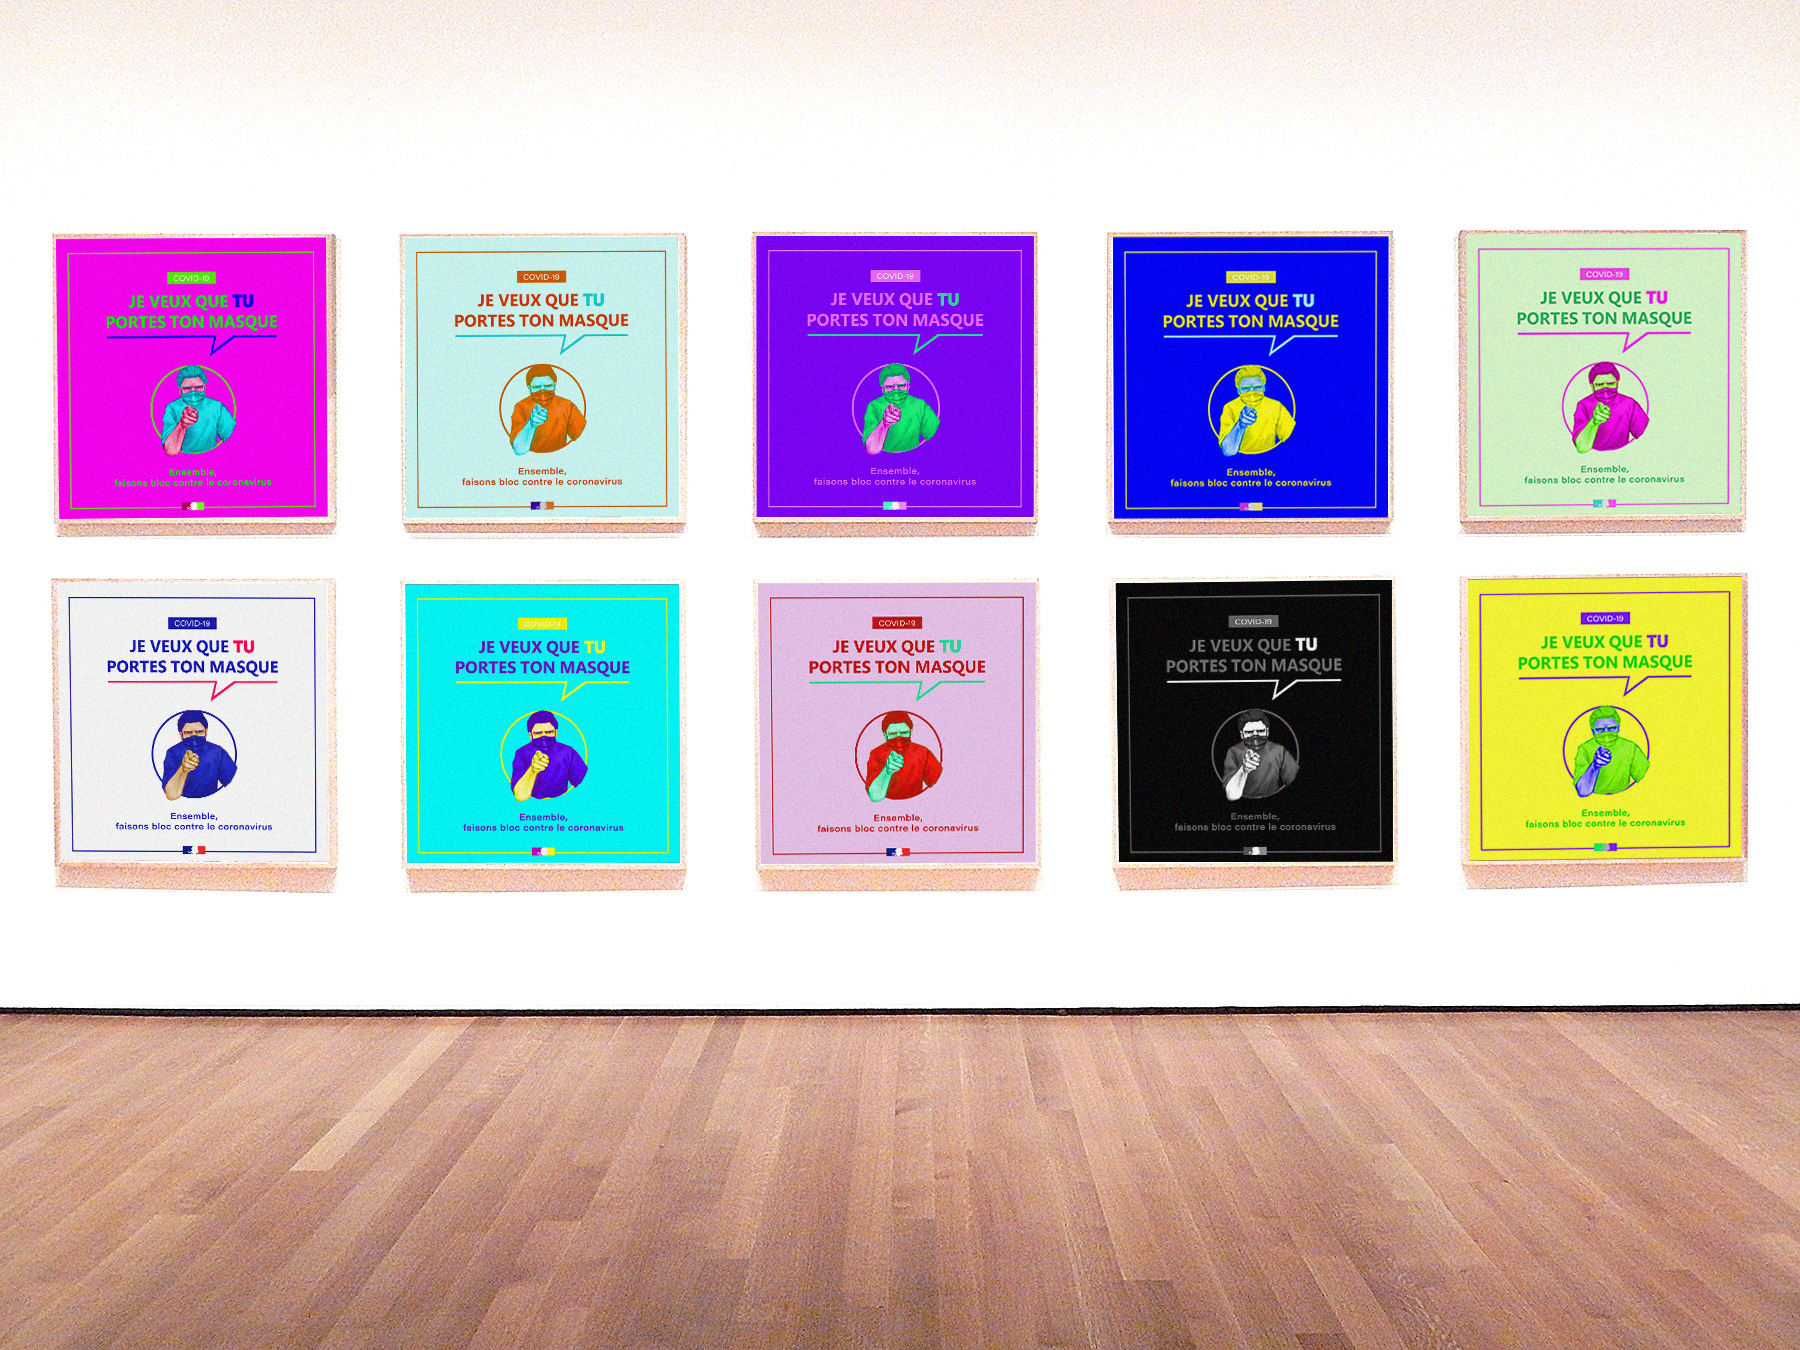 COVID-19
JE VEUX QUE TU
PORTES TON MASQUE
Ensemble,
faisons bloc contre le coronavirus
COVID-19
JE VEUX QUE TU
PORTES TON MASQUE
Ensemble,
faisons bloc contre le coronavirus
COVID-19
JE VEUX QUE TU
PORTES TON MASQUE
Ensemble,
faisons bloc contre le coronavirus
COVID-19
JE VEUX QUE TU
PORTES TON MASQUE
Ensemble,
faisons bloc contre le coronavirus
COVID-19
JE VEUX QUE TU
PORTES TON MASQUE
Ensemble,
faisons bloc contre le coronavirus
COVID-19
JE VEUX QUE TU
PORTES TON MASQUE
Ensemble,
faisons bloc contre le coronavirus
COVID-19
JE VEUX QUE TU
PORTES TON MASQUE
Ensemble,
faisons bloc contre le coronavirus
COVID-19
JE VEUX QUE TU
PORTES TON MASQUE
Ensemble,
faisons bloc contre le coronavirus
COVID-19
JE VEUX QUE TU
PORTES TON MASQUE
Ensemble,
faisons bloc contre le coronavirus
COVID-19
JE VEUX QUE TU
PORTES TON MASQUE
Ensemble,
faisons bloc contre le coronavirus